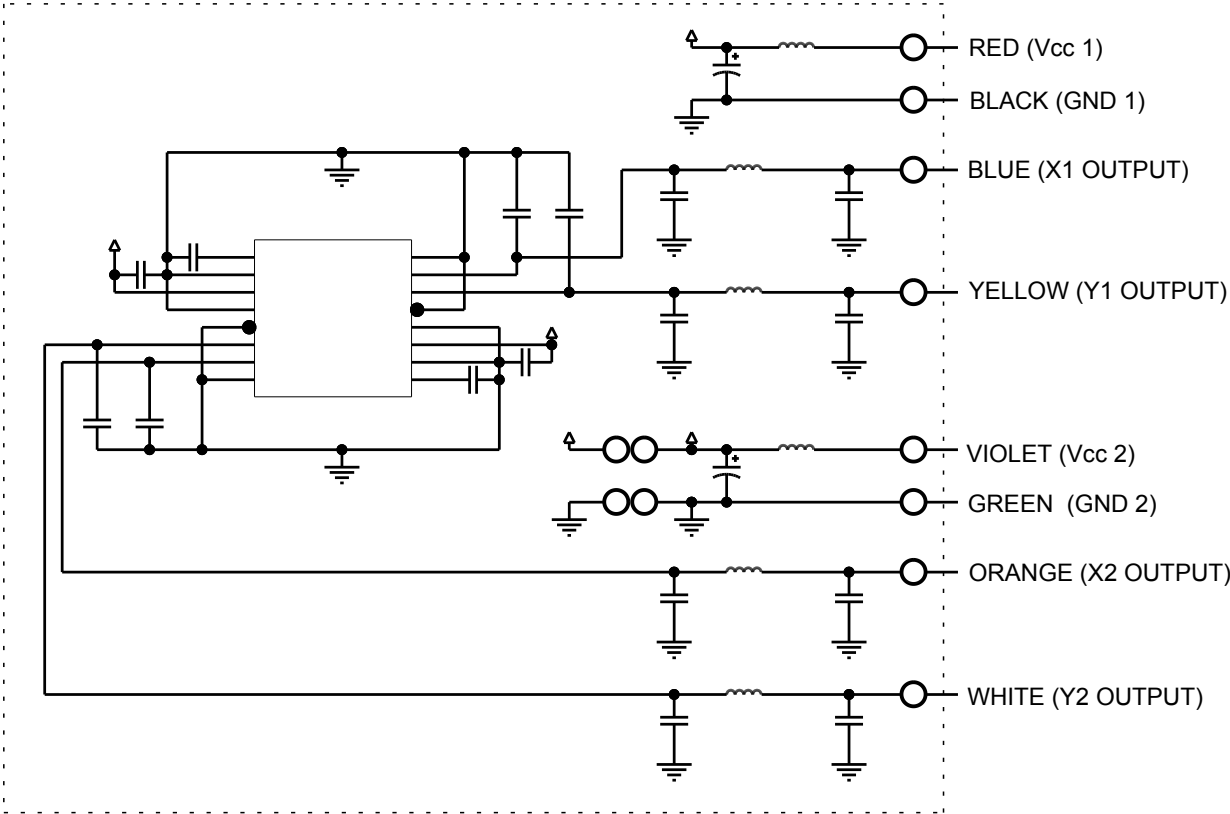 RED (Vcc 1)
BLACK (GND 1)
BLUE (X1 OUTPUT)
YELLOW (Y1 OUTPUT)
VIOLET (Vcc 2)
GREEN (GND 2)
ORANGE (X2 OUTPUT)
WHITE (Y2 OUTPUT)